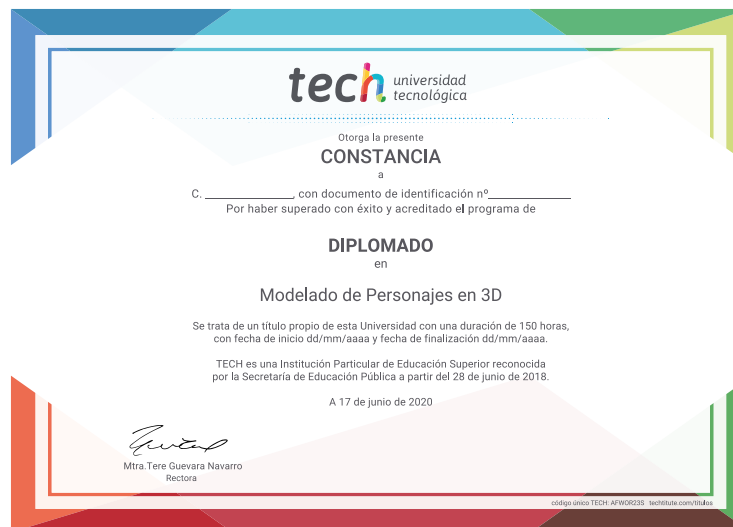 tech universidad
tecnológica
Otorga la presente
CONSTANCIA
a
C. ______________, con documento de identificación nº______________
Por haber superado con éxito y acreditado el programa de
DIPLOMADO
en
Modelado de Personajes en 3D
Se trata de un título propio de esta Universidad con una duración de 150 horas,
con fecha de inicio dd/mm/aaaa y fecha de finalización dd/mm/aaaa.
TECH es una Institución Particular de Educación Superior reconocida
por la Secretaría de Educación Pública a partir del 28 de junio de 2018.
A 17 de junio de 2020
Mtra.Tere Guevara Navarro
Rectora
código único TECH: AFWOR23S techtitute.com/títulos